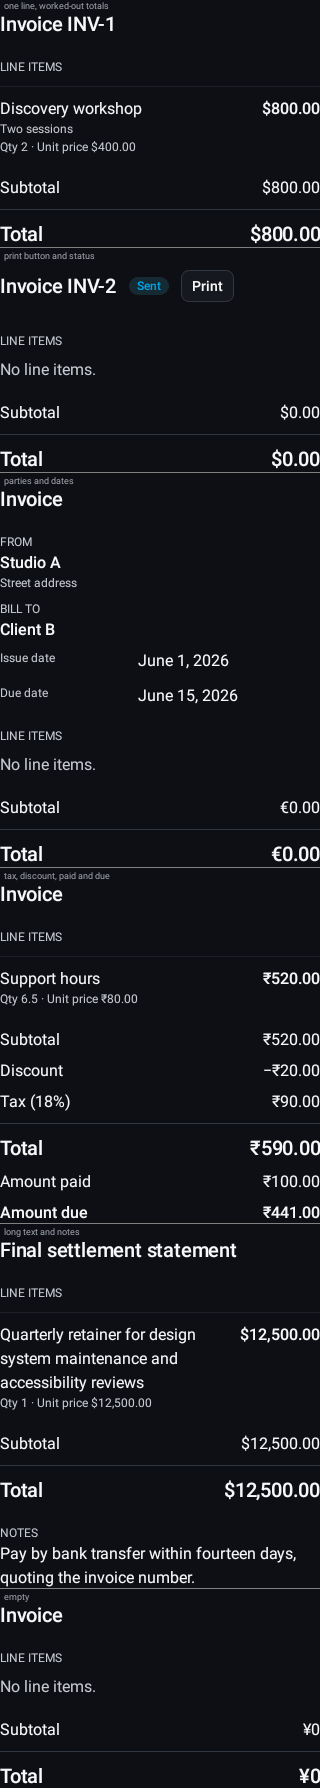 one line, worked-out totals
Invoice INV-1
LINE ITEMS
Discovery workshop $800.00
Two sessions
Qty 2 · Unit price $400.00
Subtotal $800.00
Total $800.00
print button and status
Invoice INV-2 Sent Print
LINE ITEMS
No line items.
Subtotal $0.00
Total $0.00
parties and dates
Invoice
FROM
Studio A
Street address
BILL TO
Client B
Issue date June 1, 2026
Due date June 15, 2026
LINE ITEMS
No line items.
Subtotal €0.00
Total €0.00
tax, discount, paid and due
Invoice
LINE ITEMS
Support hours ₹520.00
Qty 6.5 · Unit price ₹80.00
Subtotal ₹520.00
Discount −₹20.00
Tax (18%) ₹90.00
Total ₹590.00
Amount paid ₹100.00
Amount due ₹441.00
long text and notes
Final settlement statement
LINE ITEMS
Quarterly retainer for design $12,500.00
system maintenance and
accessibility reviews
Qty 1 · Unit price $12,500.00
Subtotal $12,500.00
Total $12,500.00
NOTES
Pay by bank transfer within fourteen days,
quoting the invoice number.
empty
Invoice
LINE ITEMS
No line items.
Subtotal ¥0
Total ¥0